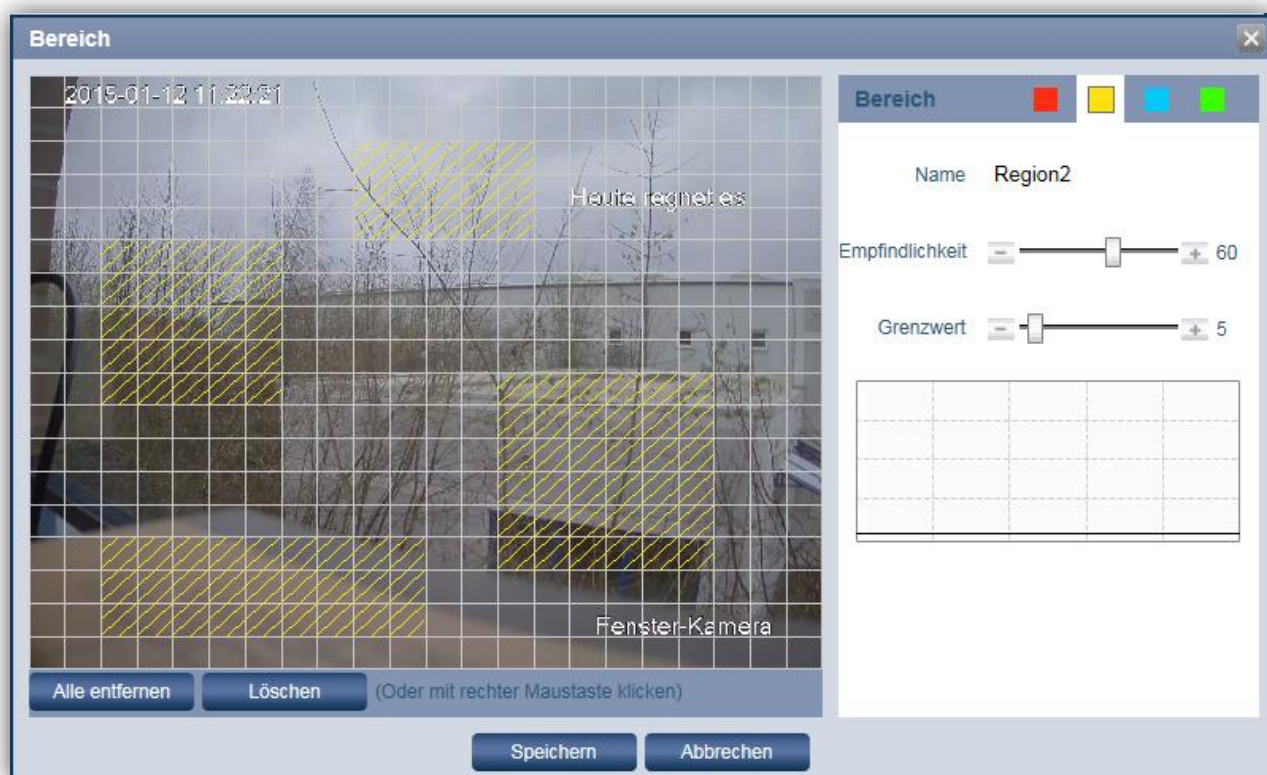 Bereich
2015-01-12 11:22:21
Heute regnet es
Fenster-Kamera
Alle entfernen
Löschen
(Oder mit rechter Maustaste klicken)
Bereich
Name Region2
Empfindlichkeit - + 60
Grenzwert - + 5
Speichern
Abbrechen